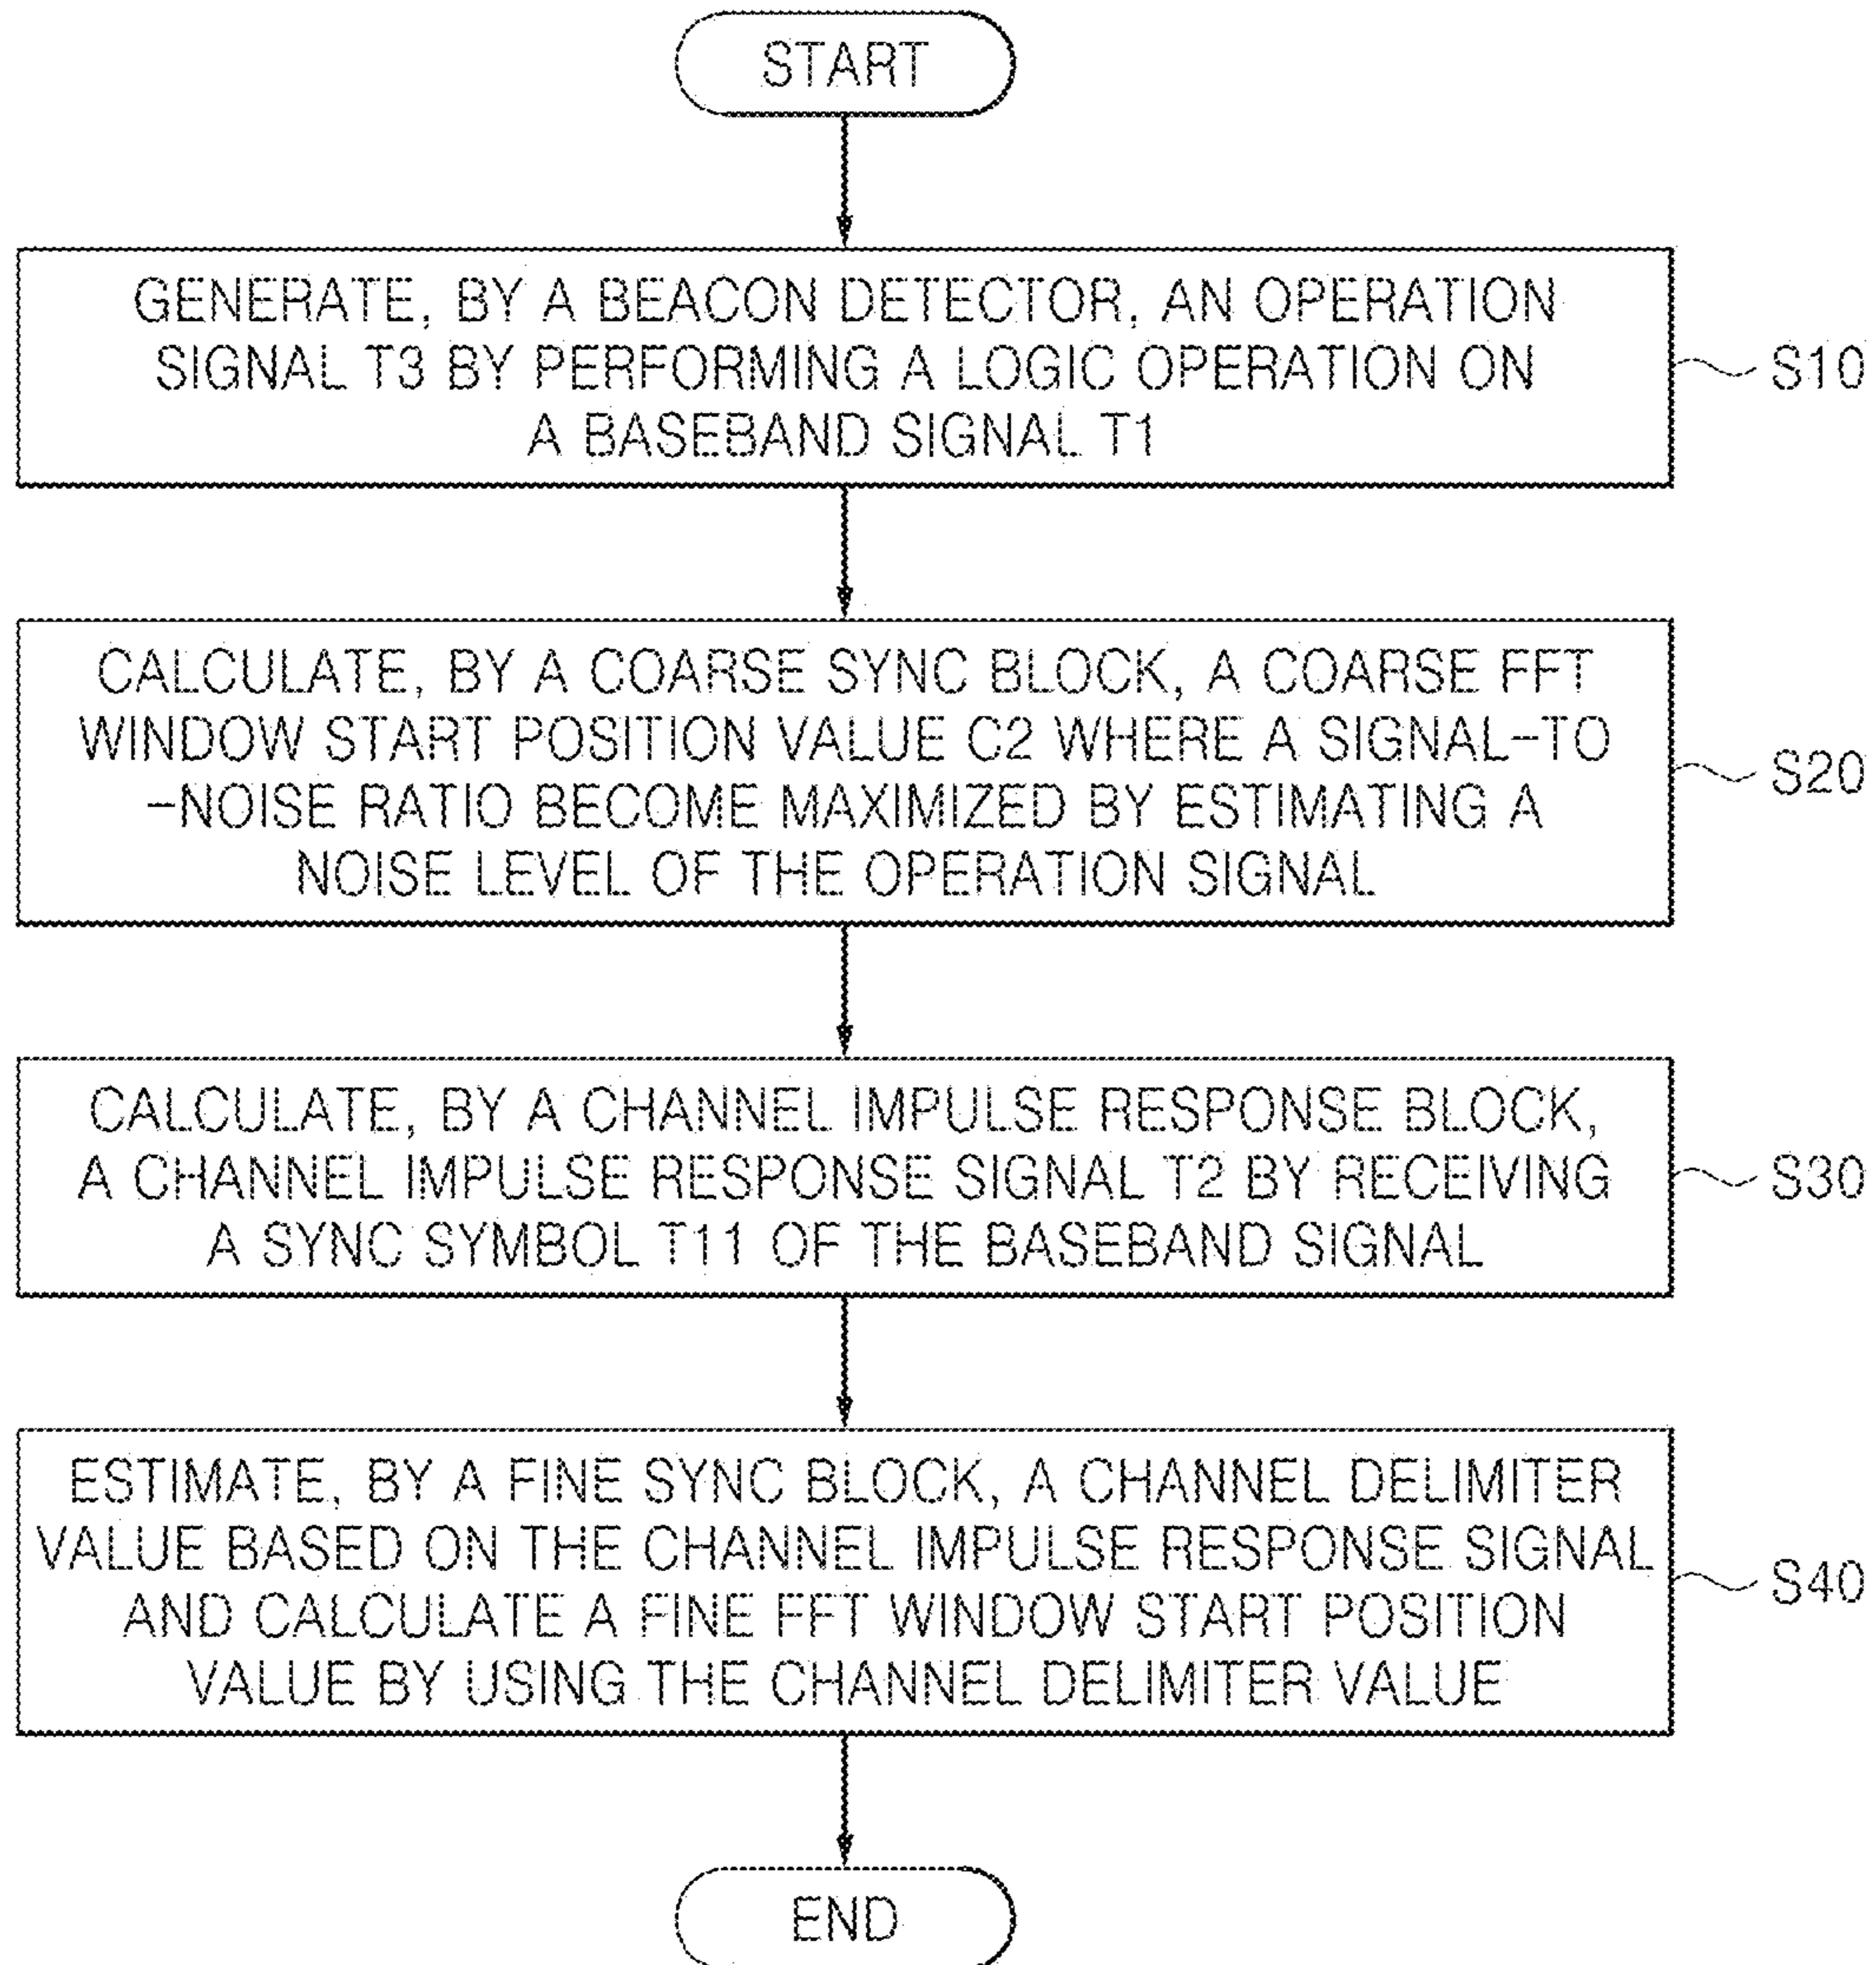 START
GENERATE, BY A BEACON DETECTOR, AN OPERATION
SIGNAL T3 BY PERFORMING A LOGIC OPERATION ON
A BASEBAND SIGNAL T1
S10
CALCULATE, BY A COARSE SYNC BLOCK, A COARSE FFT
WINDOW START POSITION VALUE C2 WHERE A SIGNAL-TO
-NOISE RATIO BECOME MAXIMIZED BY ESTIMATING A
NOISE LEVEL OF THE OPERATION SIGNAL
S20
CALCULATE, BY A CHANNEL IMPULSE RESPONSE BLOCK,
A CHANNEL IMPULSE RESPONSE SIGNAL T2 BY RECEIVING
A SYNC SYMBOL T11 OF THE BASEBAND SIGNAL
S30
ESTIMATE, BY A FINE SYNC BLOCK, A CHANNEL DELIMITER
VALUE BASED ON THE CHANNEL IMPULSE RESPONSE SIGNAL
AND CALCULATE A FINE FFT WINDOW START POSITION
VALUE BY USING THE CHANNEL DELIMITER VALUE
S40
END